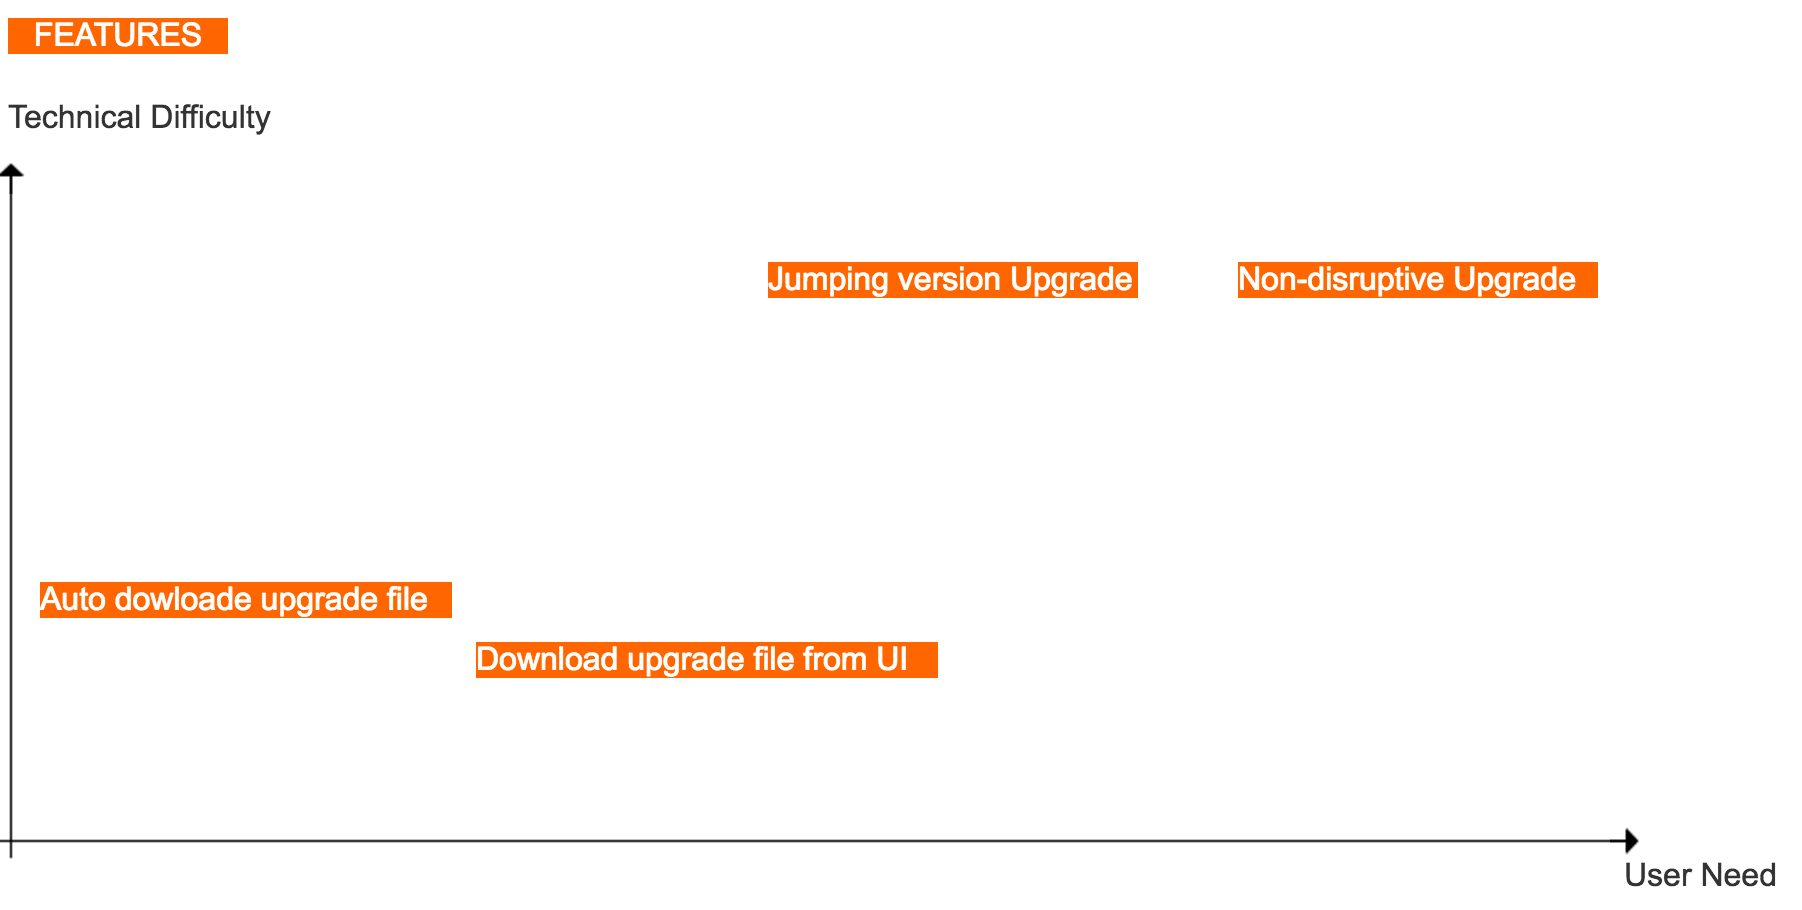 FEATURES
Technical Difficulty
Jumping version Upgrade
Non-disruptive Upgrade
Auto dowloade upgrade file
Download upgrade file from UI
User Need